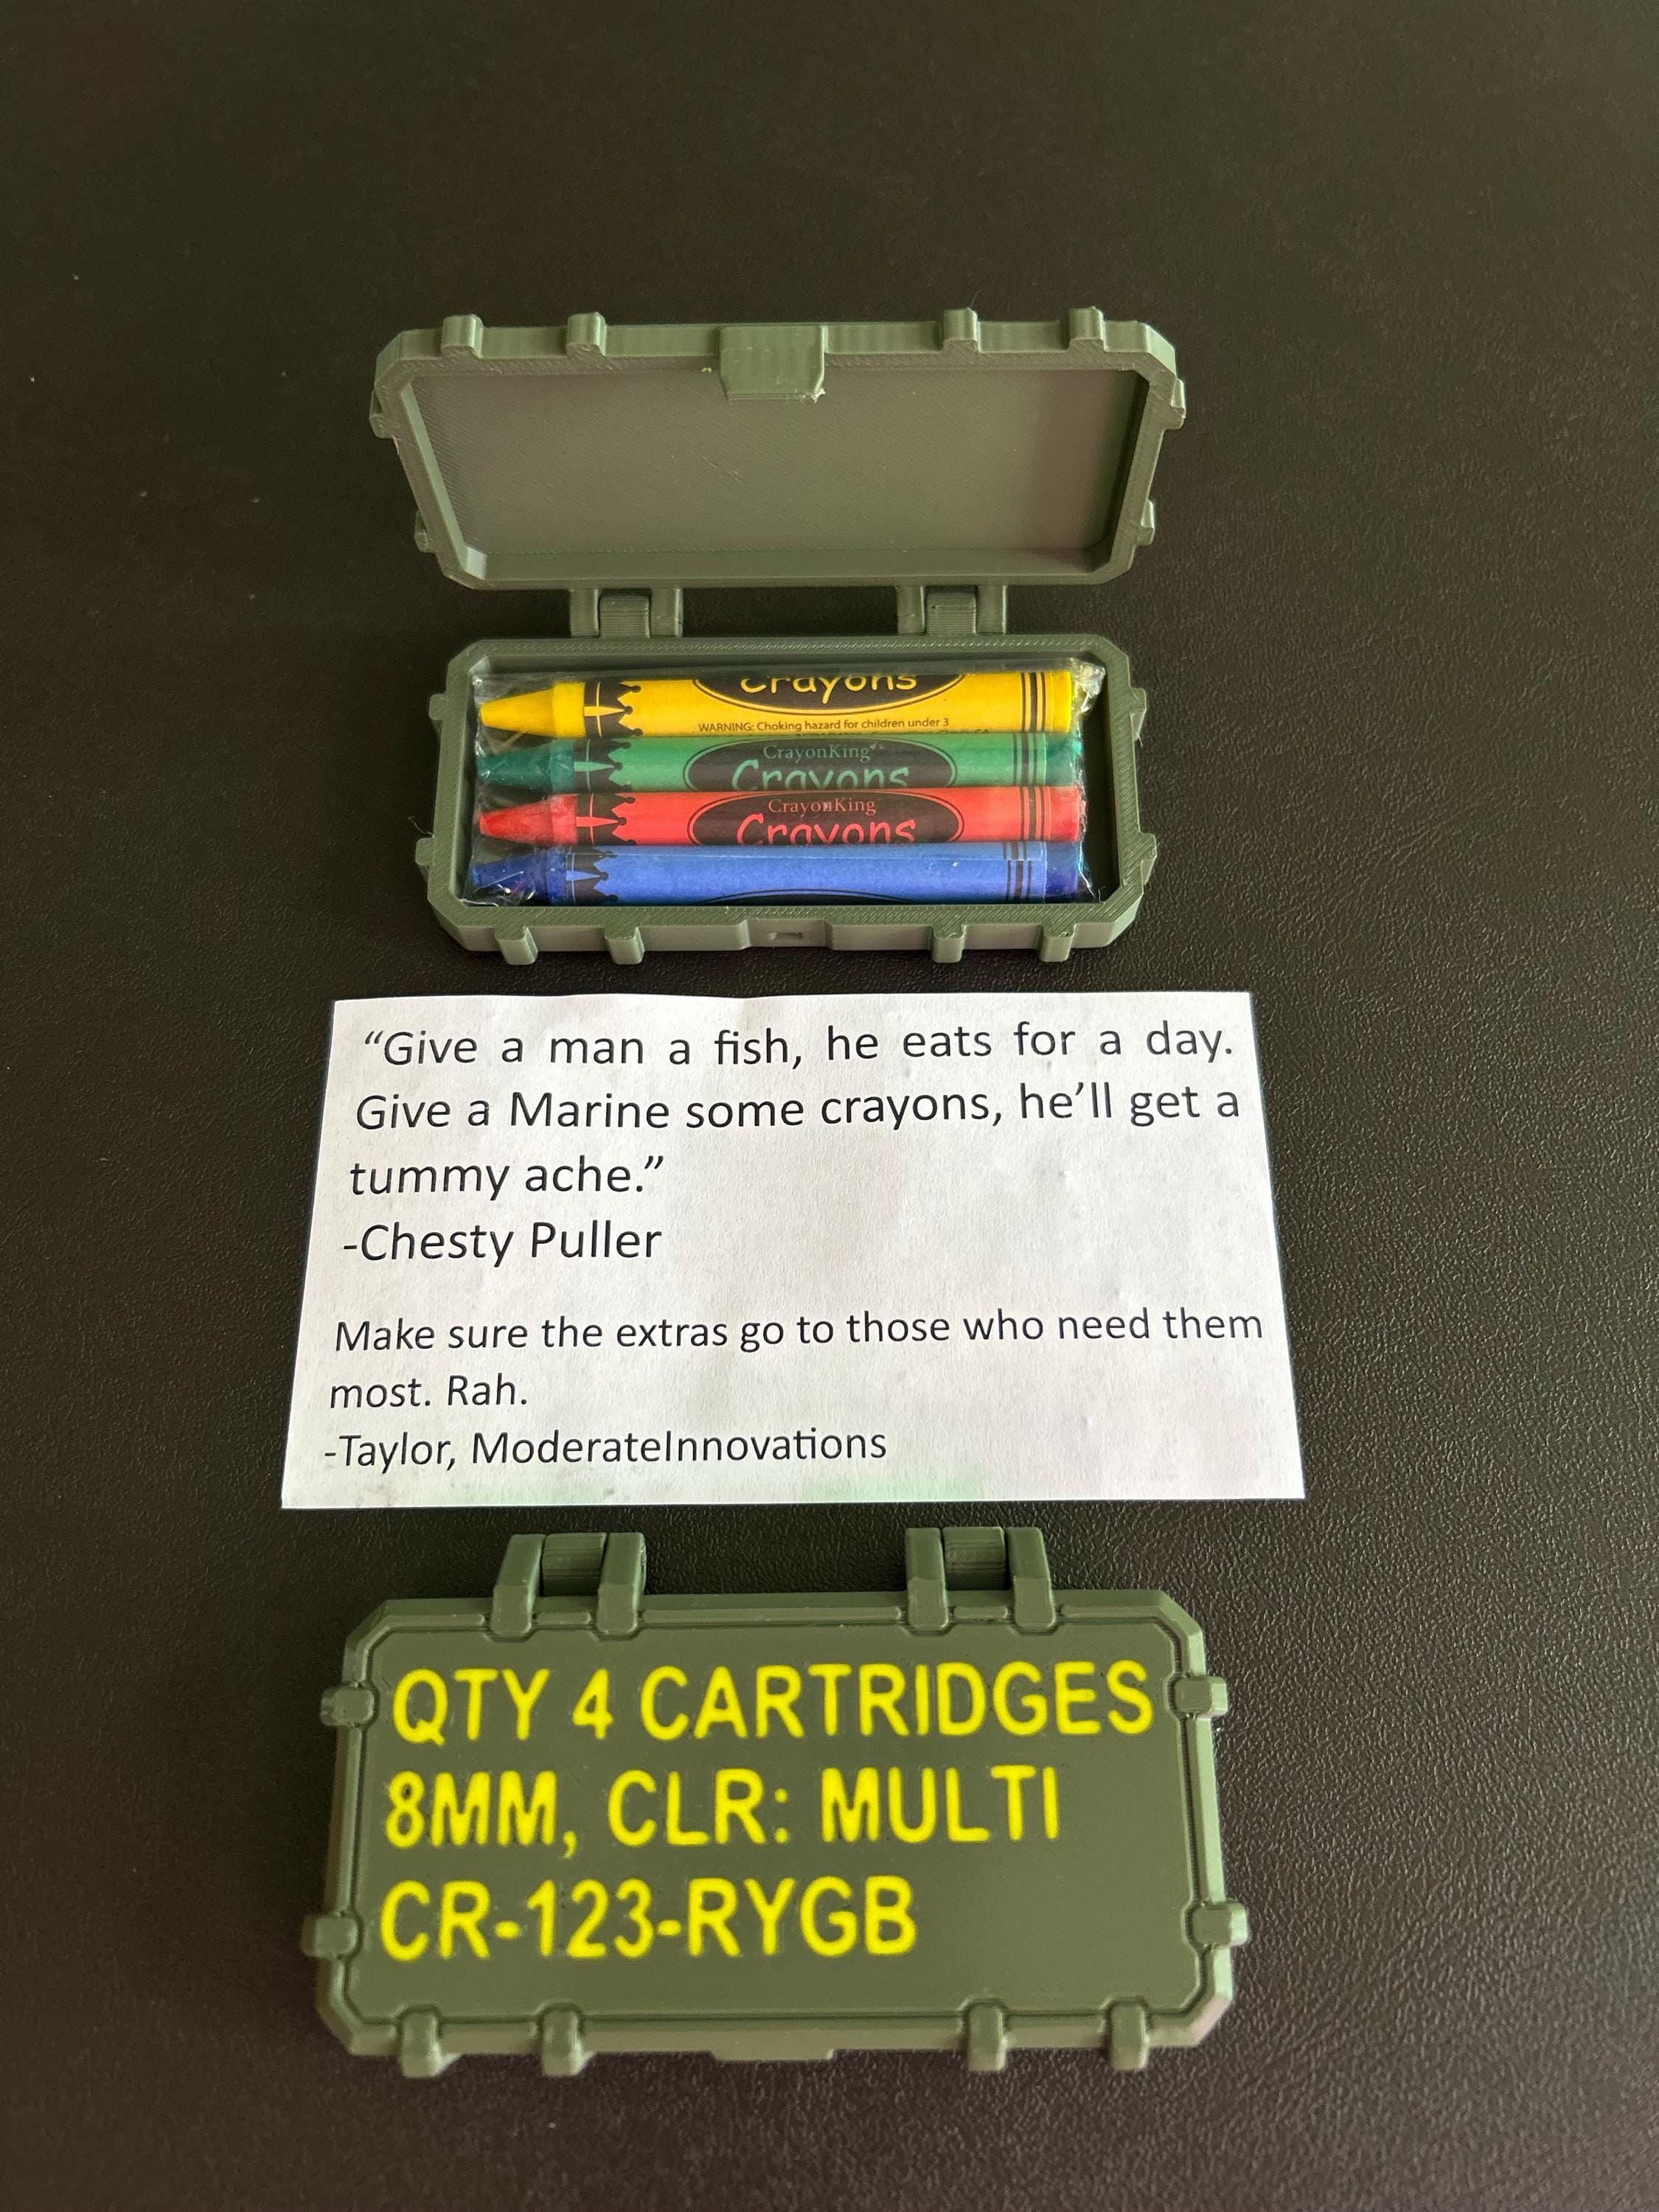 Crayons
WARNING: Choking hazard for children under 3
CrayonKing
Crayons
CrayonKing
Crayons
“Give a man a fish, he eats for a day.
Give a Marine some crayons, he’ll get a
tummy ache.”
-Chesty Puller
Make sure the extras go to those who need them
most. Rah.
-Taylor, ModerateInnovations
QTY 4 CARTRIDGES
8MM, CLR: MULTI
CR-123-RYGB